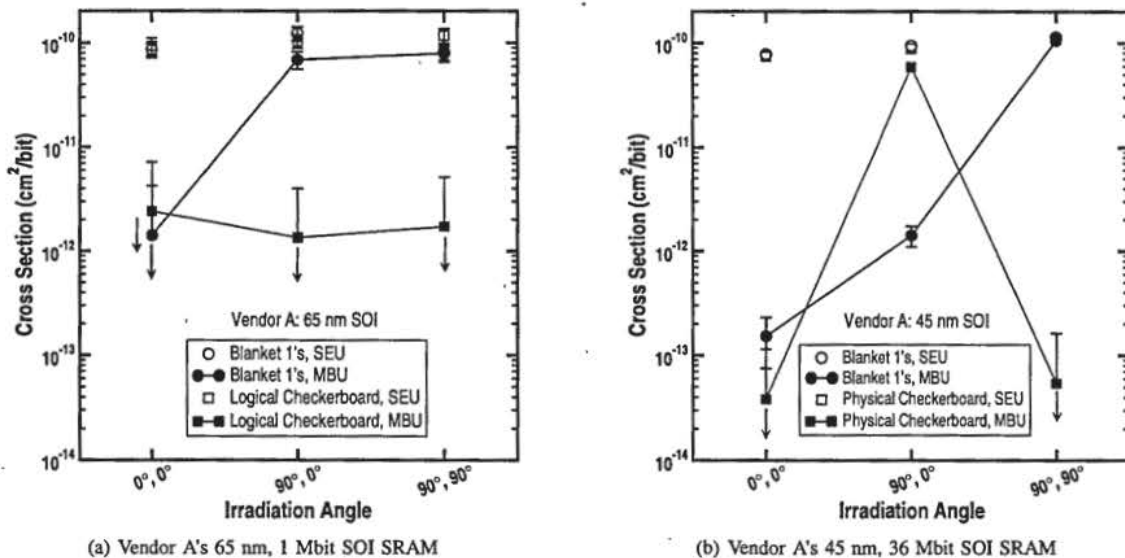 10⁻¹⁰
10⁻¹¹
10⁻¹²
10⁻¹³
10⁻¹⁴
Cross Section (cm²/bit)
Vendor A: 65 nm SOI
Blanket 1's, SEU
Blanket 1's, MBU
Logical Checkerboard, SEU
Logical Checkerboard, MBU
0°, 0°
90°, 0°
90°, 90°
Irradiation Angle
(a) Vendor A's 65 nm, 1 Mbit SOI SRAM
10⁻¹⁰
10⁻¹¹
10⁻¹²
10⁻¹³
10⁻¹⁴
Cross Section (cm²/bit)
Vendor A: 45 nm SOI
Blanket 1's, SEU
Blanket 1's, MBU
Physical Checkerboard, SEU
Physical Checkerboard, MBU
0°, 0°
90°, 0°
90°, 90°
Irradiation Angle
(b) Vendor A's 45 nm, 36 Mbit SOI SRAM